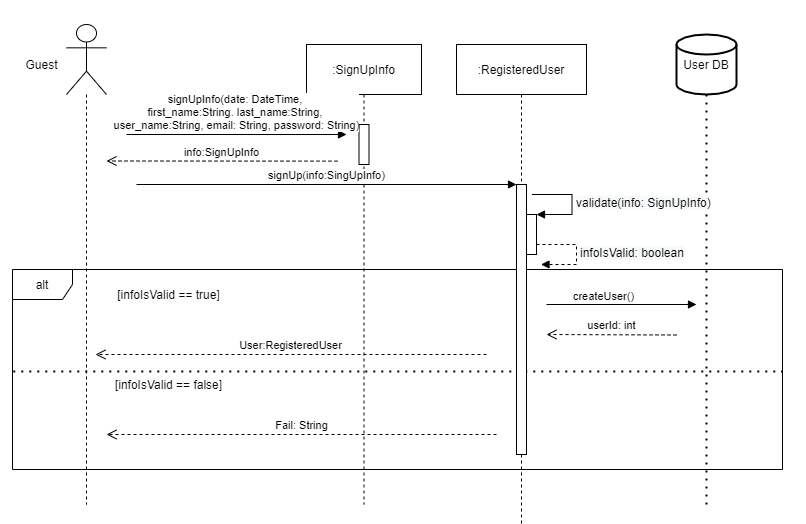 Guest
:SignUpInfo
:RegisteredUser
User DB
signUpInfo(date: DateTime,
first_name:String. last_name:String,
user_name:String, email: String, password: String)
info:SignUpInfo
signUp(info:SingUpInfo)
validate(info: SignUpInfo)
infoIsValid: boolean
alt
[infoIsValid == true]
createUser()
userId: int
User:RegisteredUser
[infoIsValid == false]
Fail: String